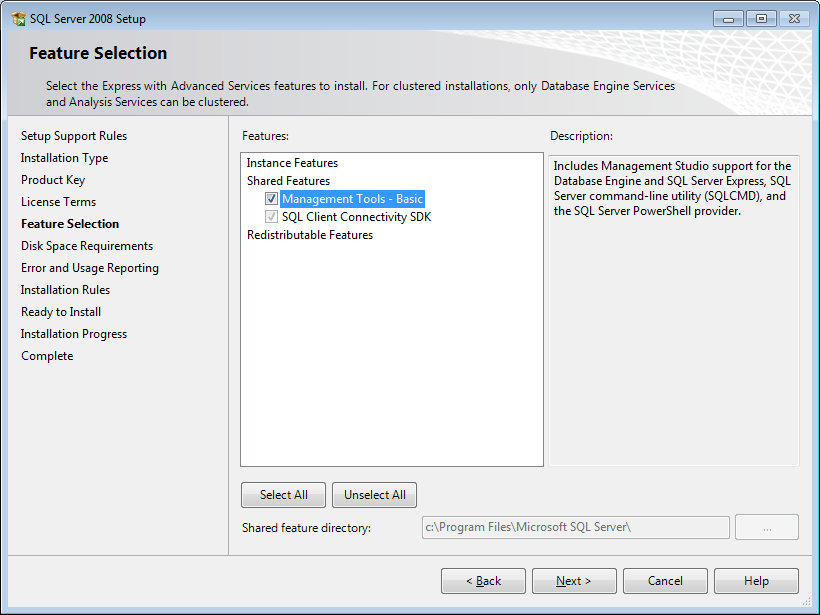 SQL Server 2008 Setup
Feature Selection
Select the Express with Advanced Services features to install. For clustered installations, only Database Engine Services
and Analysis Services can be clustered.
Setup Support Rules
Installation Type
Product Key
License Terms
Feature Selection
Disk Space Requirements
Error and Usage Reporting
Installation Rules
Ready to Install
Installation Progress
Complete
Features:
Instance Features
Shared Features
Management Tools - Basic
SQL Client Connectivity SDK
Redistributable Features
Description:
Includes Management Studio support for the
Database Engine and SQL Server Express, SQL
Server command-line utility (SQLCMD), and
the SQL Server PowerShell provider.
Select All
Unselect All
Shared feature directory:
c:\Program Files\Microsoft SQL Server\
...
< Back
Next >
Cancel
Help